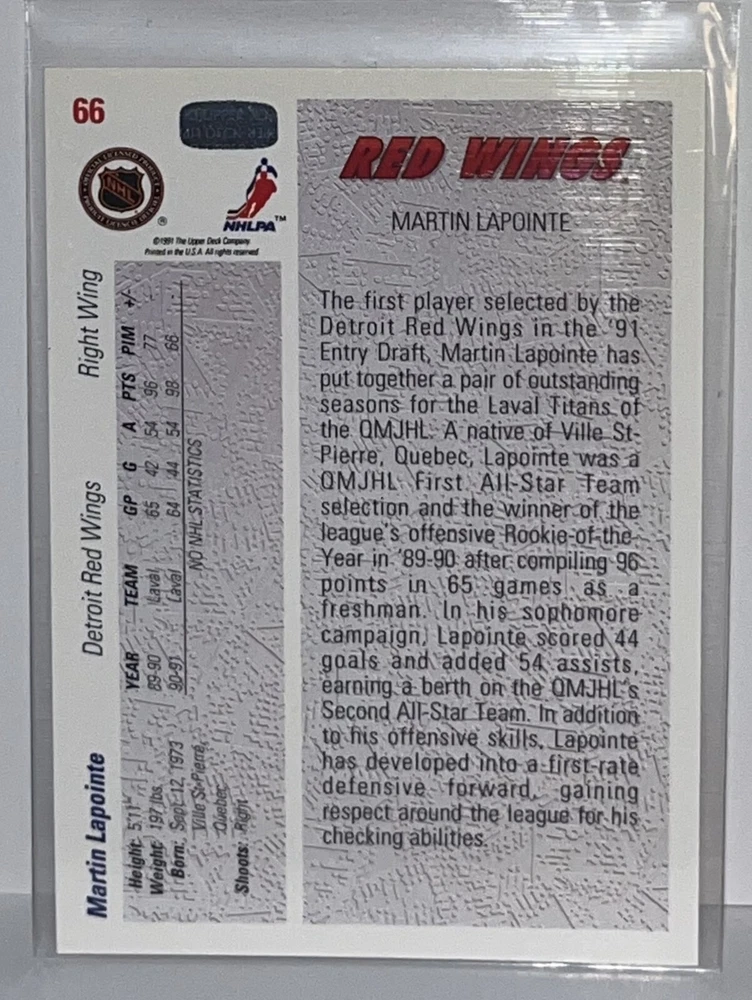 66
NHL
NHLPA™
©1991 The Upper Deck Company
Printed in the U.S.A. All rights reserved
RED WINGS
MARTIN LAPOINTE
The first player selected by the
Detroit Red Wings in the '91
Entry Draft, Martin Lapointe has
put together a pair of outstanding
seasons for the Laval Titans of
the QMJHL. A native of Ville St-
Pierre, Quebec, Lapointe was a
QMJHL First All-Star Team
selection and the winner of the
league's offensive Rookie-of-the-
Year in '89-90 after compiling 96
points in 65 games as a
freshman. In his sophomore
campaign, Lapointe scored 44
goals and added 54 assists,
earning a berth on the QMJHL's
Second All-Star Team. In addition
to his offensive skills, Lapointe
has developed into a first-rate
defensive forward, gaining
respect around the league for his
checking abilities.
Martin Lapointe Detroit Red Wings Right Wing
Height: 5'11"
Weight: 197 lbs.
Born: Sept. 12, 1973
Ville St-Pierre,
Quebec
Shoots: Right
YEAR TEAM GP G A PTS PIM +/-
89-90 Laval 65 42 54 96 77
90-91 Laval 64 44 54 98 66
NO NHL STATISTICS